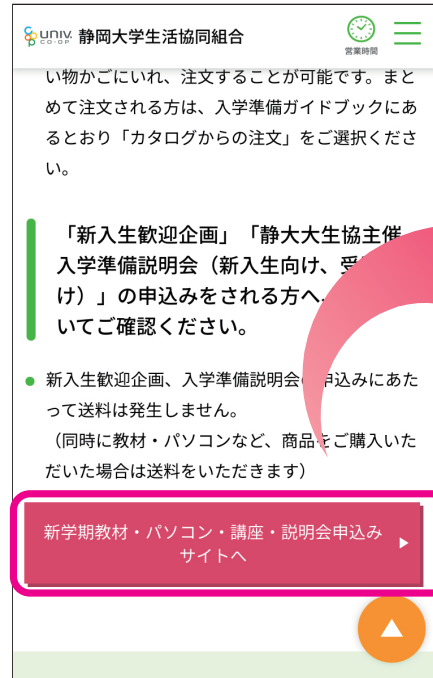 univ. CO-OP 静岡大学生活協同組合
営業時間
い物かごにいれ、注文することが可能です。まと
めて注文される方は、入学準備ガイドブックにあ
るとおり「カタログからの注文」をご選択くださ
い。
「新入生歓迎企画」「静大大生協主催
入学準備説明会（新入生向け、受
け）」の申込みをされる方へ
いてご確認ください。
新入生歓迎企画、入学準備説明会 申込みにあた
って送料は発生しません。
（同時に教材・パソコンなど、商品をご購入いた
だいた場合は送料をいただきます）
新学期教材・パソコン・講座・説明会申込み
サイトへ